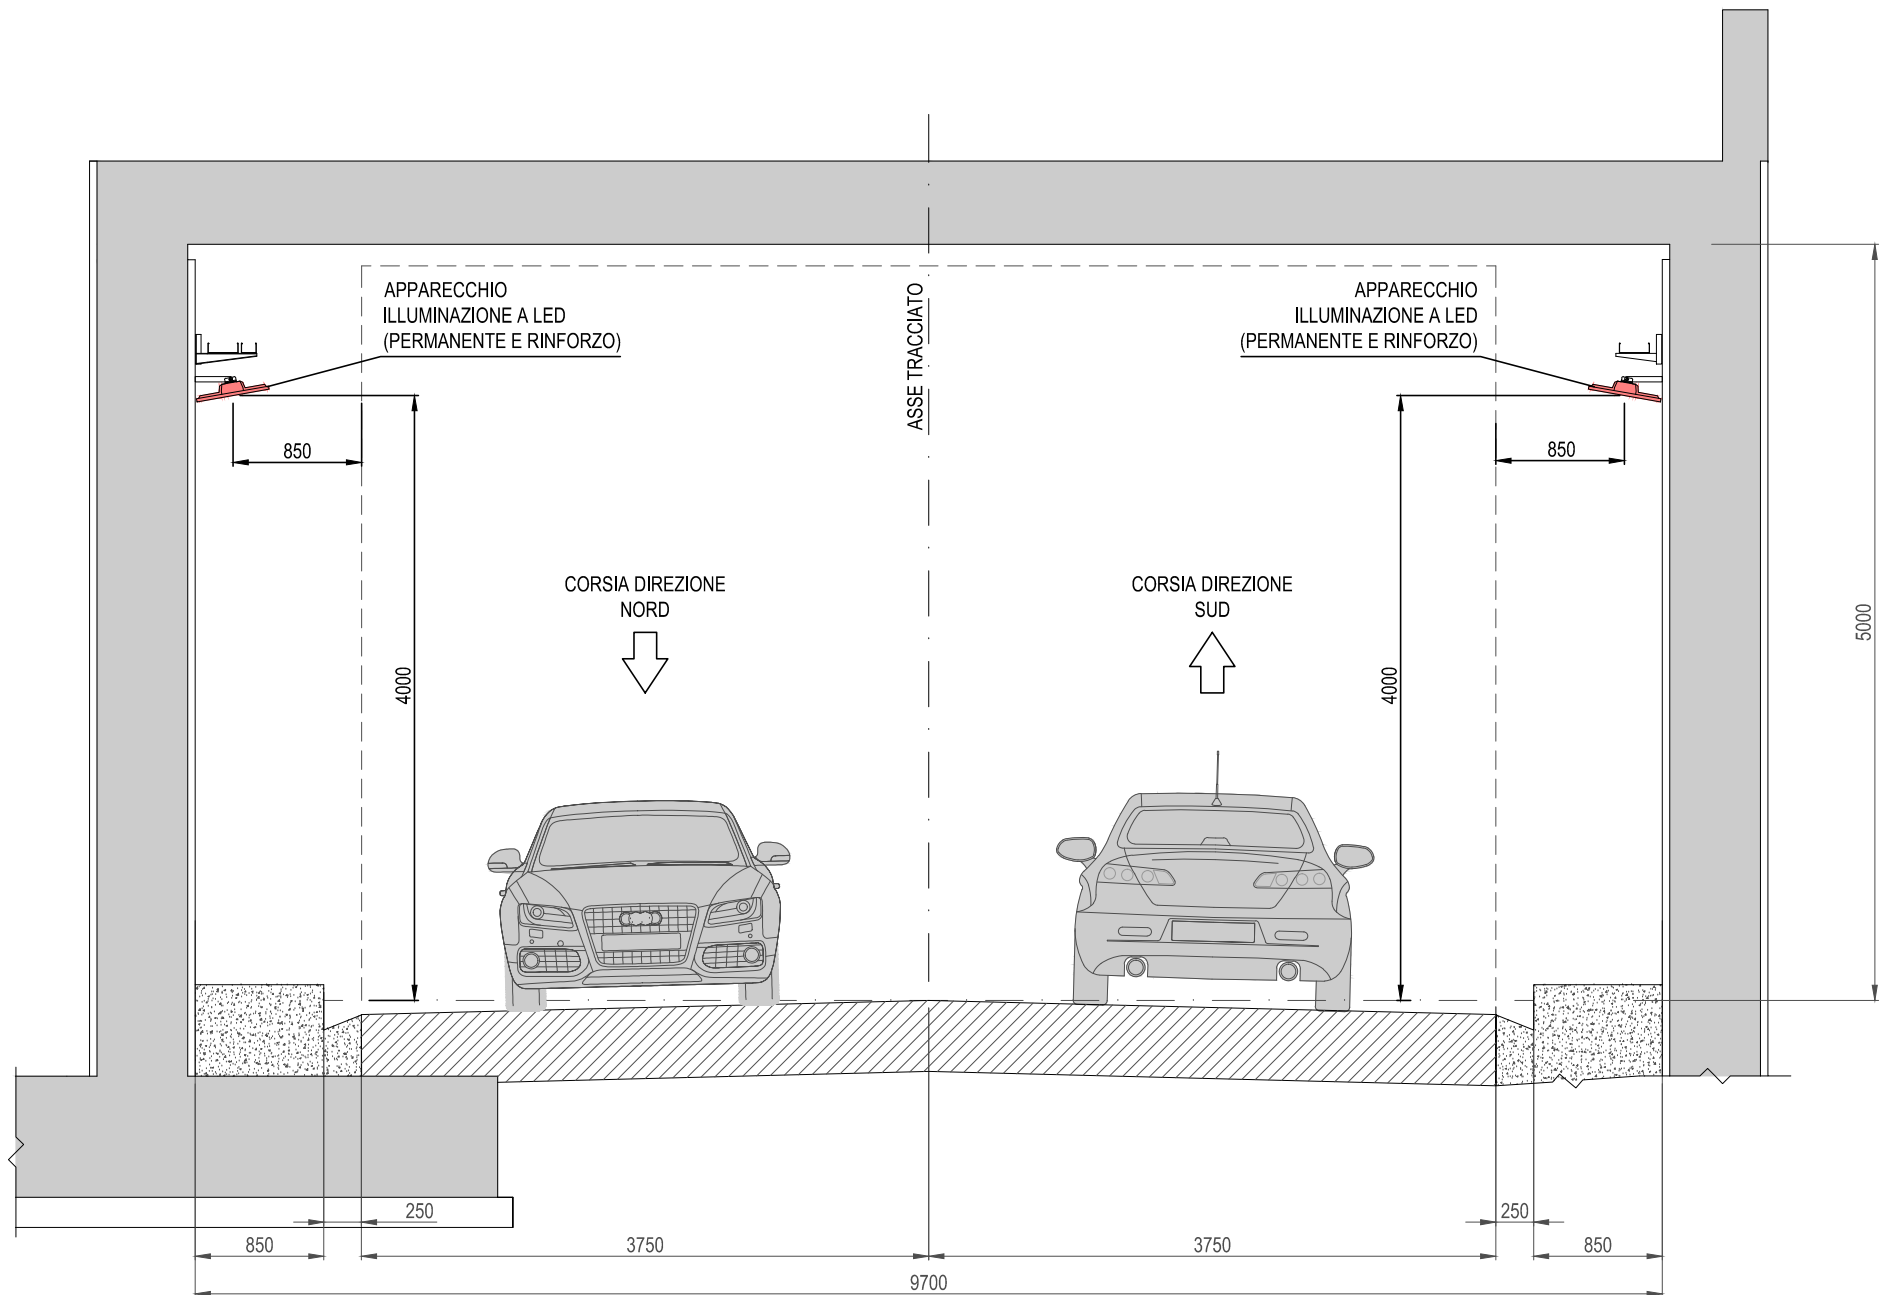 APPARECCHIO
ILLUMINAZIONE A LED
(PERMANENTE E RINFORZO)
ASSE TRACCIATO
APPARECCHIO
ILLUMINAZIONE A LED
(PERMANENTE E RINFORZO)
850
850
CORSIA DIREZIONE
NORD
CORSIA DIREZIONE
SUD
4000
4000
5000
250
250
850
3750
3750
850
9700